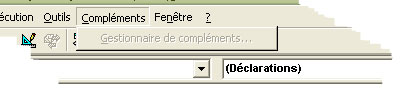 écution Outils Compléments Fenêtre ?
Gestionnaire de compléments...
(Déclarations)